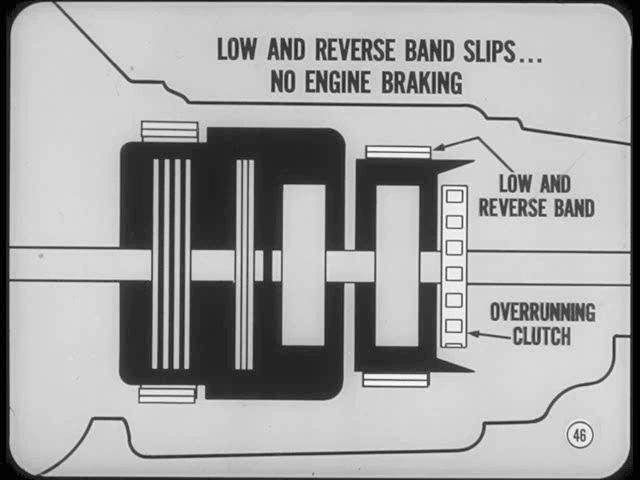 LOW AND REVERSE BAND SLIPS...
NO ENGINE BRAKING
LOW AND
REVERSE BAND
OVERRUNNING
CLUTCH
46